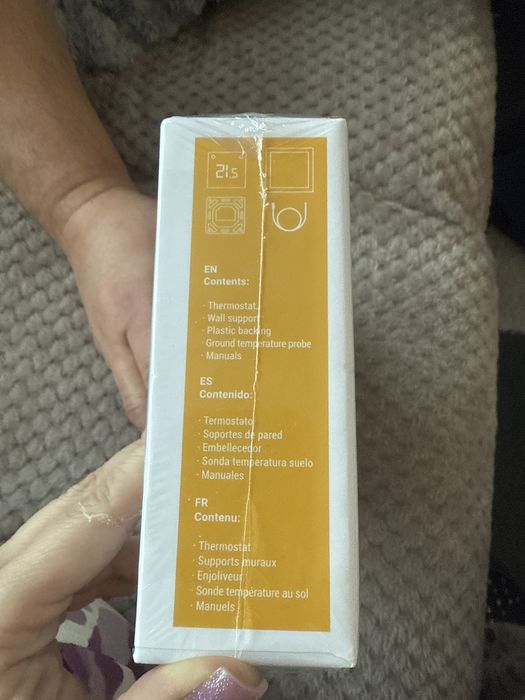 21.5
EN
Contents:
· Thermostat
· Wall support
· Plastic backing
· Ground temperature probe
· Manuals
ES
Contenido:
· Termostato
· Soportes de pared
· Embellecedor
· Sonda temperatura suelo
· Manuales
FR
Contenu:
· Thermostat
· Supports muraux
· Enjoliveur
· Sonde température au sol
· Manuels